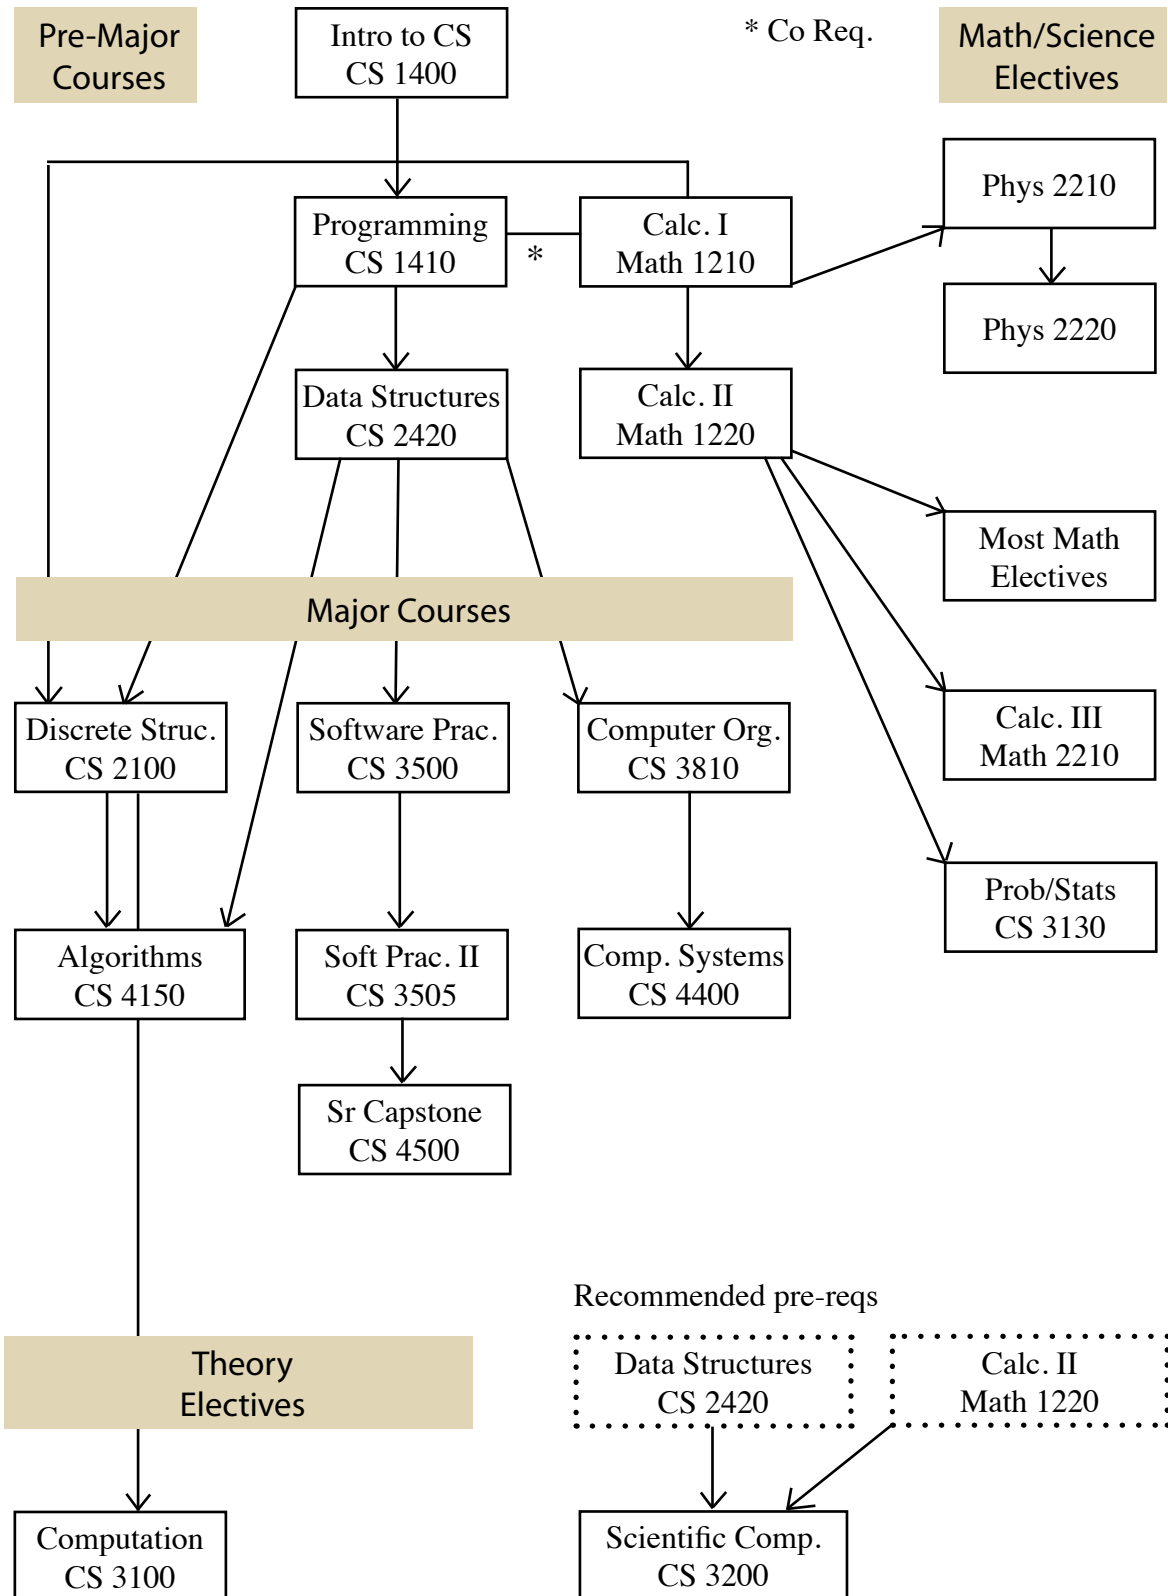 Pre-Major
Courses
Intro to CS
CS 1400
* Co Req.
Math/Science
Electives
Programming
CS 1410
*
Calc. I
Math 1210
Phys 2210
Phys 2220
Data Structures
CS 2420
Calc. II
Math 1220
Most Math
Electives
Major Courses
Discrete Struc.
CS 2100
Software Prac.
CS 3500
Computer Org.
CS 3810
Calc. III
Math 2210
Prob/Stats
CS 3130
Algorithms
CS 4150
Soft Prac. II
CS 3505
Comp. Systems
CS 4400
Sr Capstone
CS 4500
Recommended pre-reqs
Theory
Electives
Data Structures
CS 2420
Calc. II
Math 1220
Computation
CS 3100
Scientific Comp.
CS 3200